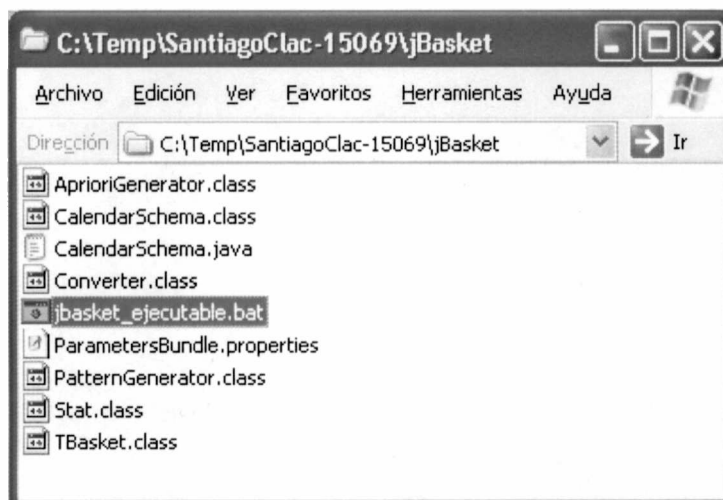 C:\Temp\SantiagoClac-15069\jBasket
Archivo Edición Ver Favoritos Herramientas Ayuda
Dirección C:\Temp\SantiagoClac-15069\jBasket Ir
AprioriGenerator.class
CalendarSchema.class
CalendarSchema.java
Converter.class
jbasket_ejecutable.bat
ParametersBundle.properties
PatternGenerator.class
Stat.class
TBasket.class